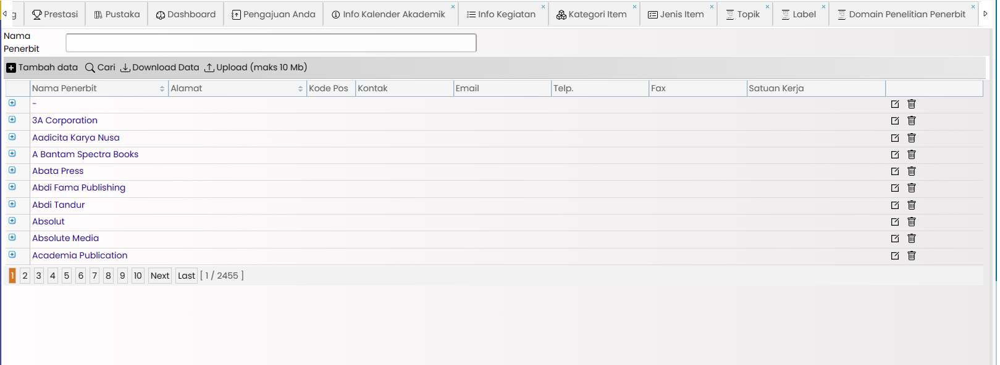 g Prestasi Pustaka Dashboard Pengajuan Anda Info Kalender Akademik Info Kegiatan Kategori Item Jenis Item Topik Label Domain Penelitian Penerbit
Nama
Penerbit
Tambah data Cari Download Data Upload (maks 10 Mb)
Nama Penerbit Alamat Kode Pos Kontak Email Telp. Fax Satuan Kerja
-
3A Corporation
Aadicita Karya Nusa
A Bantam Spectra Books
Abata Press
Abdi Fama Publishing
Abdi Tandur
Absolut
Absolute Media
Academia Publication
1 2 3 4 5 6 7 8 9 10 Next Last [ 1 / 2455 ]